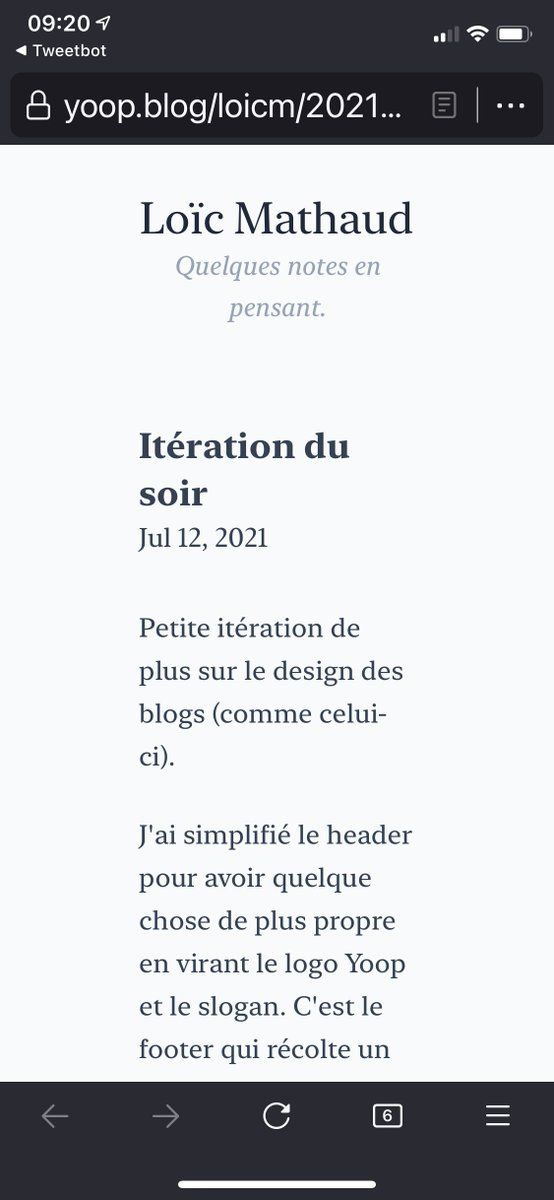 09:20
◀ Tweetbot
yoop.blog/loicm/2021...
Loïc Mathaud
Quelques notes en
pensant.
Itération du
soir
Jul 12, 2021
Petite itération de
plus sur le design des
blogs (comme celui-
ci).
J'ai simplifié le header
pour avoir quelque
chose de plus propre
en virant le logo Yoop
et le slogan. C'est le
footer qui récolte un
6